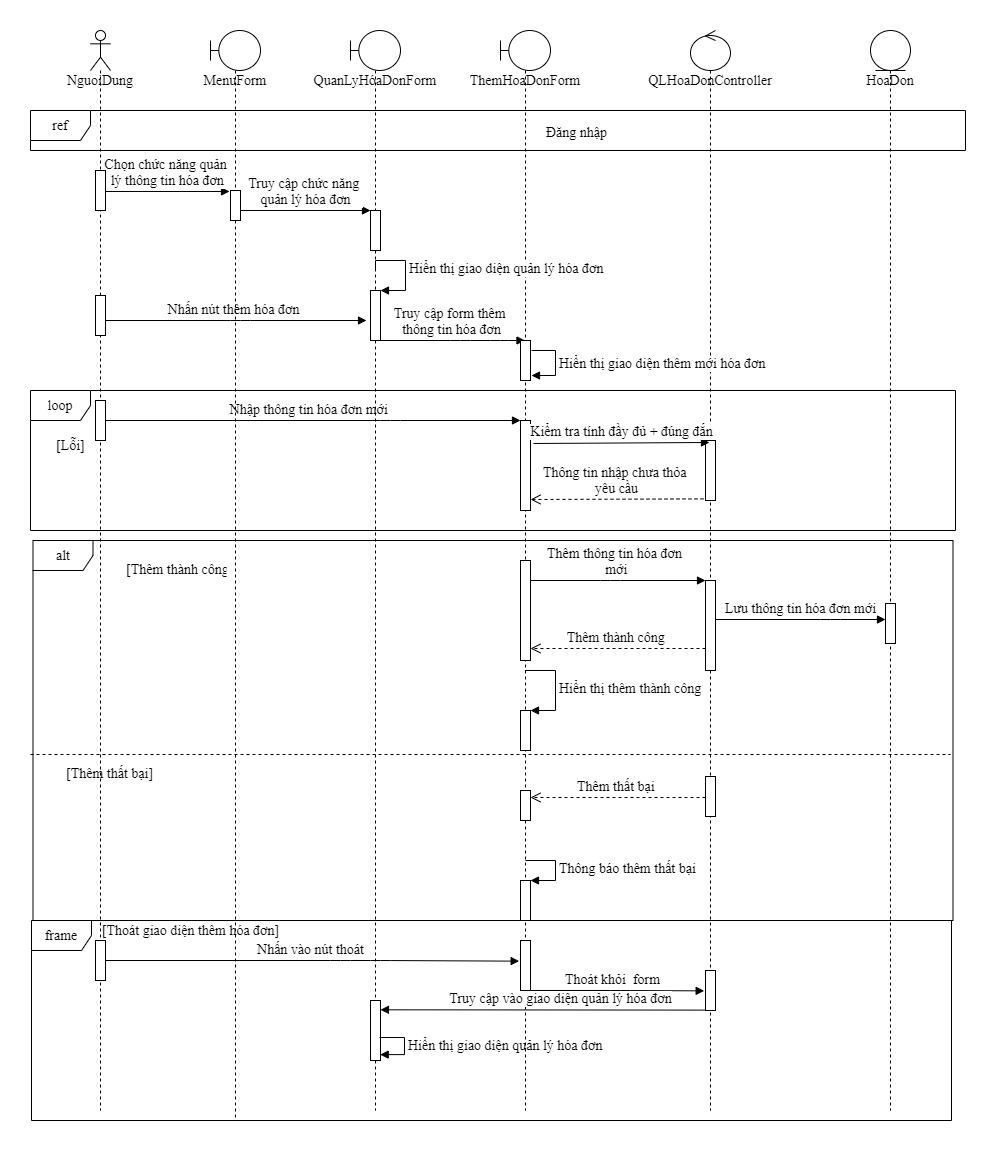 NguoiDung
MenuForm
QuanLyHoaDonForm
ThemHoaDonForm
QLHoaDonController
HoaDon
ref
Đăng nhập
Chọn chức năng quản
lý thông tin hóa đơn
Truy cập chức năng
quản lý hóa đơn
Hiển thị giao diện quản lý hóa đơn
Nhấn nút thêm hóa đơn
Truy cập form thêm
thông tin hóa đơn
Hiển thị giao diện thêm mới hóa đơn
loop
Nhập thông tin hóa đơn mới
[Lỗi]
Kiểm tra tính đầy đủ + đúng đắn
Thông tin nhập chưa thỏa
yêu cầu
alt
[Thêm thành công
Thêm thông tin hóa đơn
mới
Lưu thông tin hóa đơn mới
Thêm thành công
Hiển thị thêm thành công
[Thêm thất bại]
Thêm thất bại
Thông báo thêm thất bại
frame
[Thoát giao diện thêm hóa đơn]
Nhấn vào nút thoát
Thoát khỏi form
Truy cập vào giao diện quản lý hóa đơn
Hiển thị giao diện quản lý hóa đơn